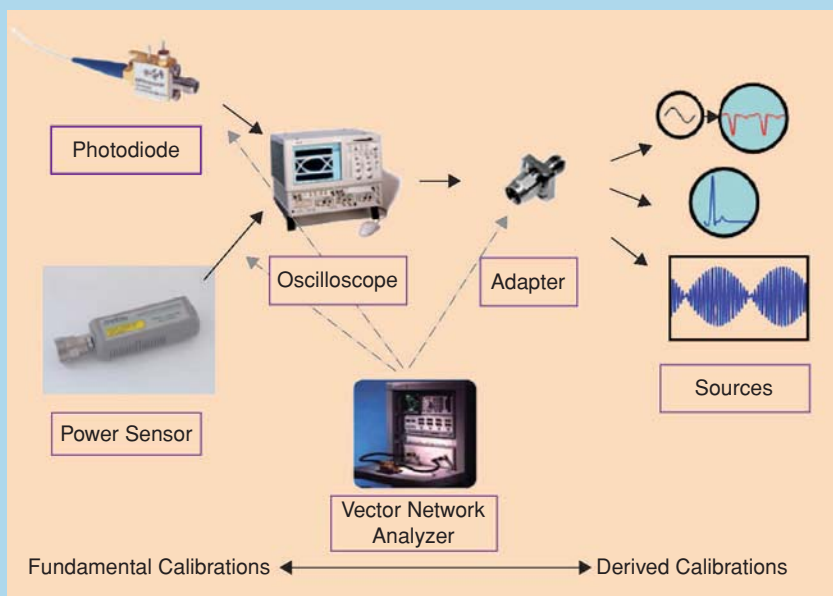 Photodiode
Oscilloscope
Adapter
Power Sensor
Sources
Vector Network
Analyzer
Fundamental Calibrations
Derived Calibrations